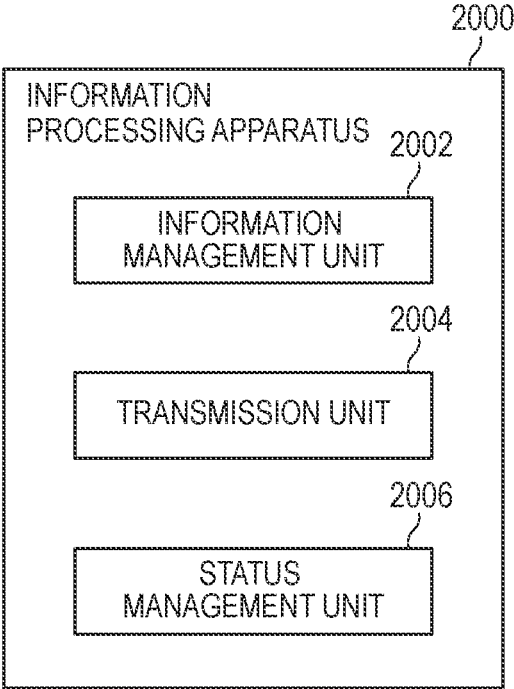 2000
INFORMATION
PROCESSING APPARATUS
2002
INFORMATION
MANAGEMENT UNIT
2004
TRANSMISSION UNIT
2006
STATUS
MANAGEMENT UNIT